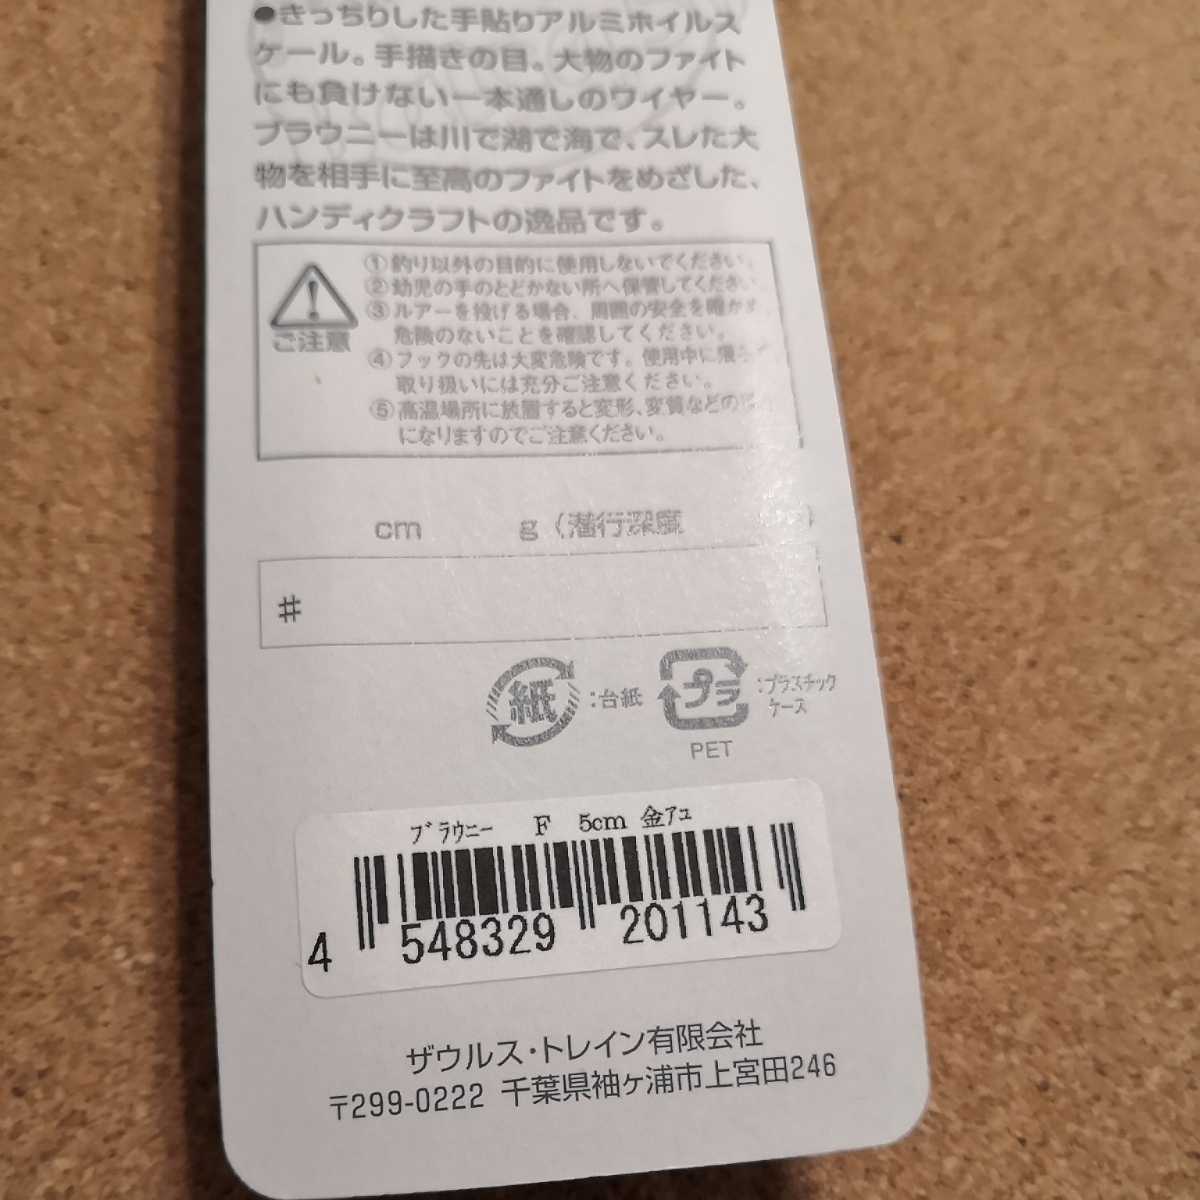 ●きっちりした手貼りアルミホイルス
ケール。手描きの目。大物のファイト
にも負けない一本通しのワイヤー。
ブラウニーは川で湖で海で、スレた大
物を相手に至高のファイトをめざした、
ハンディクラフトの逸品です。
ご注意
①釣り以外の目的に使用しないでください。
②幼児の手のとどかない所へ保管してください。
③ルアーを投げる場合、周囲の安全を確かめ
危険のないことを確認してください。
④フックの先は大変危険です。使用中に限らず
取り扱いには充分ご注意ください。
⑤高温場所に放置すると変形、変質などの
になりますのでご注意ください。
cm g (潜行深度 )
#
紙 :台紙 プラ :プラスチック
ケース
PET
ブラウニー F 5cm 金アユ
4 548329 201143
ザウルス・トレイン有限会社
〒299-0222 千葉県袖ヶ浦市上宮田246